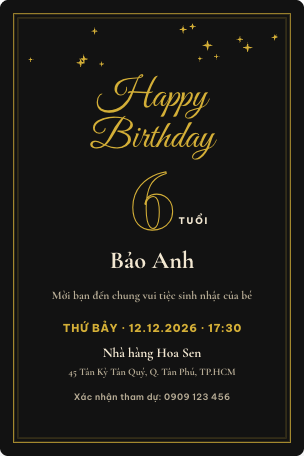 Happy
Birthday
6 TUỔI
Bảo Anh
Mời bạn đến chung vui tiệc sinh nhật của bé
THỨ BẢY · 12.12.2026 · 17:30
Nhà hàng Hoa Sen
45 Tân Kỳ Tân Quý, Q. Tân Phú, TP.HCM
Xác nhận tham dự: 0909 123 456